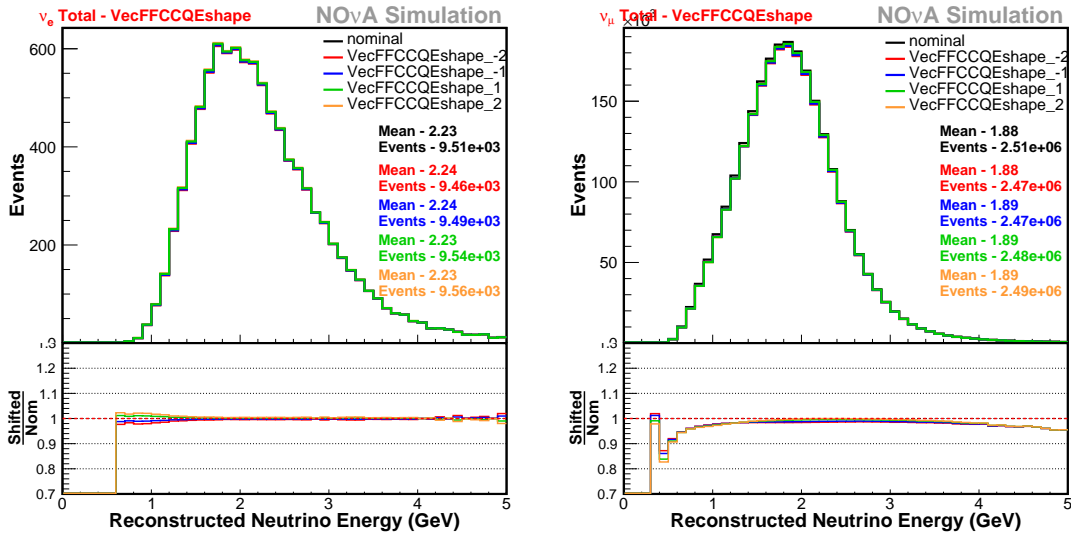 νe Total - VecFFCCQEshape
NOνA Simulation
nominal
VecFFCCQEshape_-2
VecFFCCQEshape_-1
VecFFCCQEshape_1
VecFFCCQEshape_2
Mean - 2.23
Events - 9.51e+03
Mean - 2.24
Events - 9.46e+03
Mean - 2.24
Events - 9.49e+03
Mean - 2.23
Events - 9.54e+03
Mean - 2.23
Events - 9.56e+03
Events
600
400
200
1.2
1.1
1
0.9
0.8
0.7
Shifted
Nom
0 1 2 3 4 5
Reconstructed Neutrino Energy (GeV)
νμ Total - VecFFCCQEshape
NOνA Simulation
nominal
VecFFCCQEshape_-2
VecFFCCQEshape_-1
VecFFCCQEshape_1
VecFFCCQEshape_2
Mean - 1.88
Events - 2.51e+06
Mean - 1.88
Events - 2.47e+06
Mean - 1.89
Events - 2.47e+06
Mean - 1.89
Events - 2.48e+06
Mean - 1.89
Events - 2.49e+06
Events
150
100
50
1.2
1.1
1
0.9
0.8
0.7
Shifted
Nom
0 1 2 3 4 5
Reconstructed Neutrino Energy (GeV)